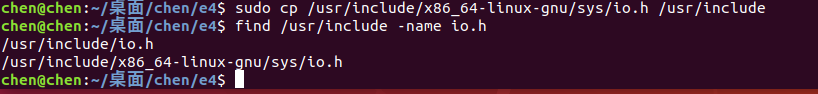 chen@chen:~/桌面/chen/e4$ sudo cp /usr/include/x86_64-linux-gnu/sys/io.h /usr/include
chen@chen:~/桌面/chen/e4$ find /usr/include -name io.h
/usr/include/io.h
/usr/include/x86_64-linux-gnu/sys/io.h
chen@chen:~/桌面/chen/e4$